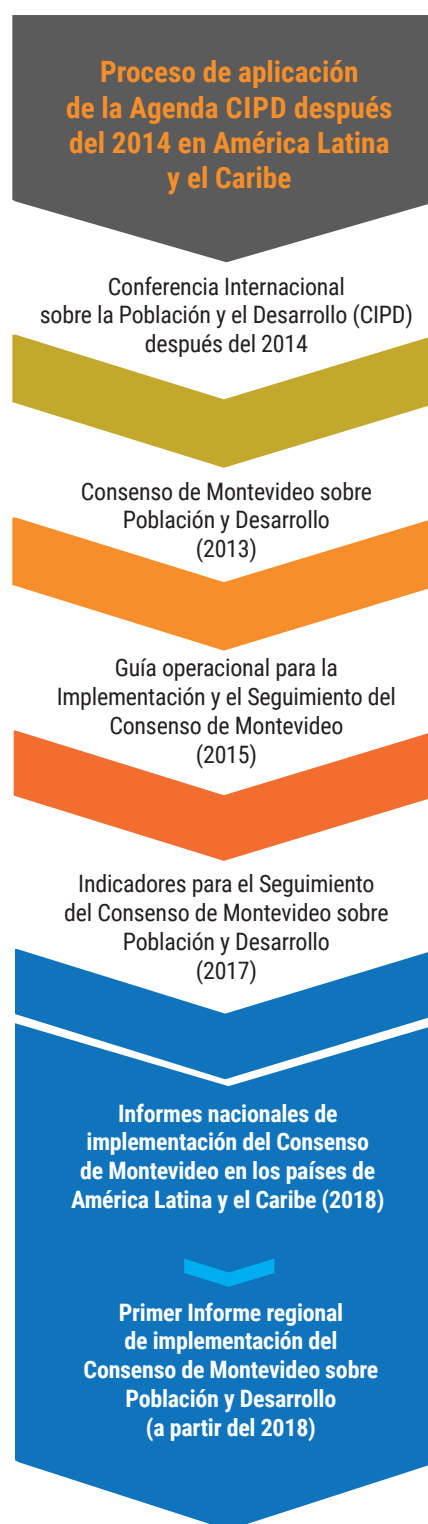 Proceso de aplicación
de la Agenda CIPD después
del 2014 en América Latina
y el Caribe
Conferencia Internacional
sobre la Población y el Desarrollo (CIPD)
después del 2014
Consenso de Montevideo sobre
Población y Desarrollo
(2013)
Guía operacional para la
Implementación y el Seguimiento del
Consenso de Montevideo
(2015)
Indicadores para el Seguimiento
del Consenso de Montevideo sobre
Población y Desarrollo
(2017)
Informes nacionales de
implementación del Consenso
de Montevideo en los países de
América Latina y el Caribe (2018)
Primer Informe regional
de implementación del
Consenso de Montevideo sobre
Población y Desarrollo
(a partir del 2018)